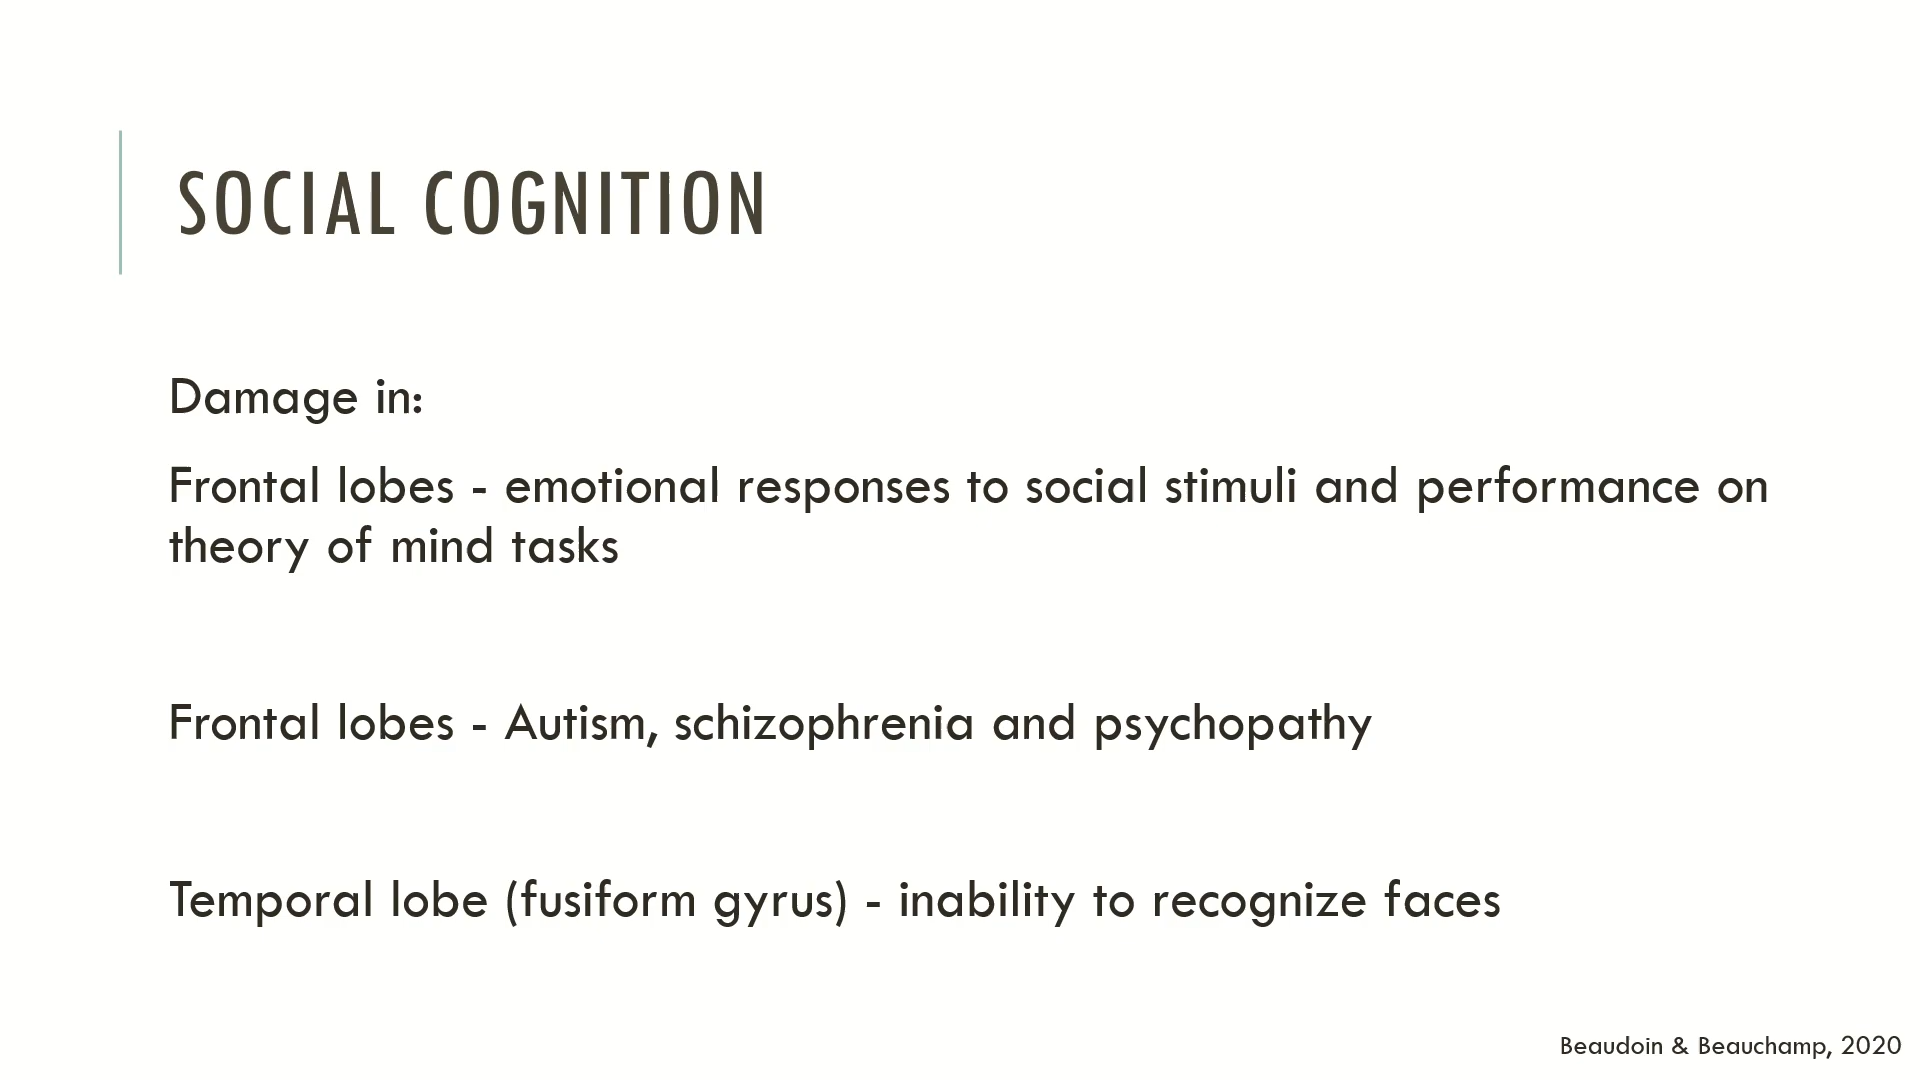 SOCIAL COGNITION
Damage in:
Frontal lobes - emotional responses to social stimuli and performance on
theory of mind tasks
Frontal lobes - Autism, schizophrenia and psychopathy
Temporal lobe (fusiform gyrus) - inability to recognize faces
Beaudoin & Beauchamp, 2020